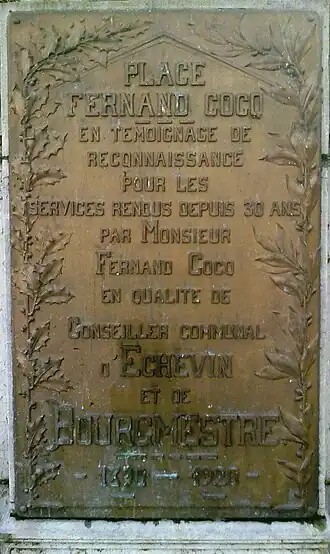 PLACE
FERNAND COCQ
EN TÉMOIGNAGE DE
RECONNAISSANCE
POUR LES
SERVICES RENDUS DEPUIS 30 ANS
PAR MONSIEUR
FERNAND COCQ
EN QUALITE DE
CONSEILLER COMMUNAL
D'ECHEVIN
ET DE
BOURGMESTRE